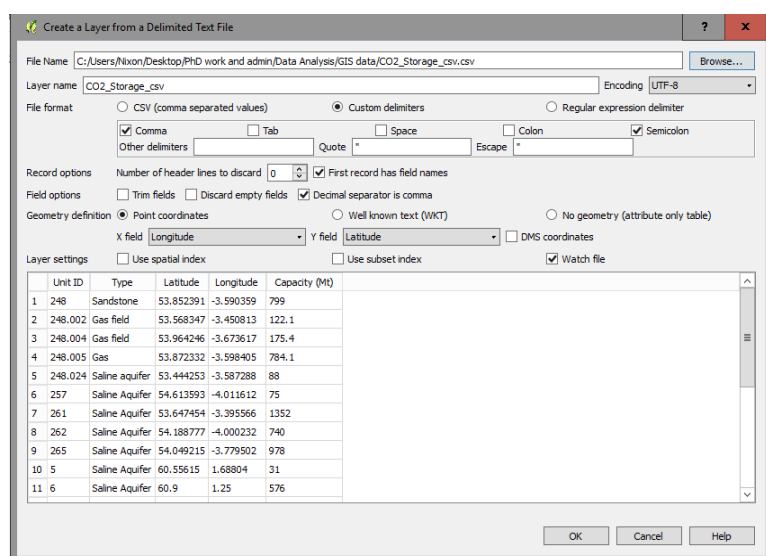 Create a Layer from a Delimited Text File ? x
File Name C:/Users/Nixon/Desktop/PhD work and admin/Data Analysis/GIS data/CO2_Storage_csv.csv Browse...
Layer name CO2_Storage_csv Encoding UTF-8
File format CSV (comma separated values) Custom delimiters Regular expression delimiter
Comma Tab Space Colon Semicolon
Other delimiters Quote " Escape "
Record options Number of header lines to discard 0 First record has field names
Field options Trim fields Discard empty fields Decimal separator is comma
Geometry definition Point coordinates Well known text (WKT) No geometry (attribute only table)
X field Longitude Y field Latitude DMS coordinates
Layer settings Use spatial index Use subset index Watch file
Unit ID Type Latitude Longitude Capacity (Mt)
1 248 Sandstone 53.852391 -3.590359 799
2 248.002 Gas field 53.568347 -3.450813 122.1
3 248.004 Gas field 53.964246 -3.673617 175.4
4 248.005 Gas 53.872332 -3.598405 784.1
5 248.024 Saline aquifer 53.444253 -3.587288 88
6 257 Saline Aquifer 54.613593 -4.011612 75
7 261 Saline Aquifer 53.647454 -3.395566 1352
8 262 Saline Aquifer 54.188777 -4.000232 740
9 265 Saline Aquifer 54.049215 -3.779502 978
10 5 Saline Aquifer 60.55615 1.68804 31
11 6 Saline Aquifer 60.9 1.25 576
OK Cancel Help